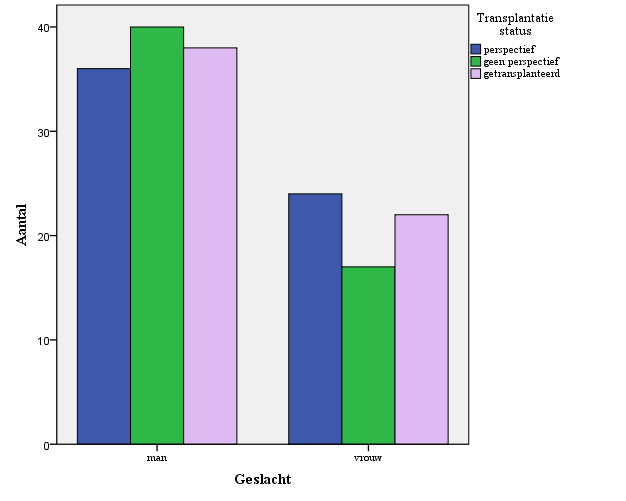 Transplantatie
status
perspectief
geen perspectief
getransplanteerd
Aantal
40
30
20
10
0
man
vrouw
Geslacht